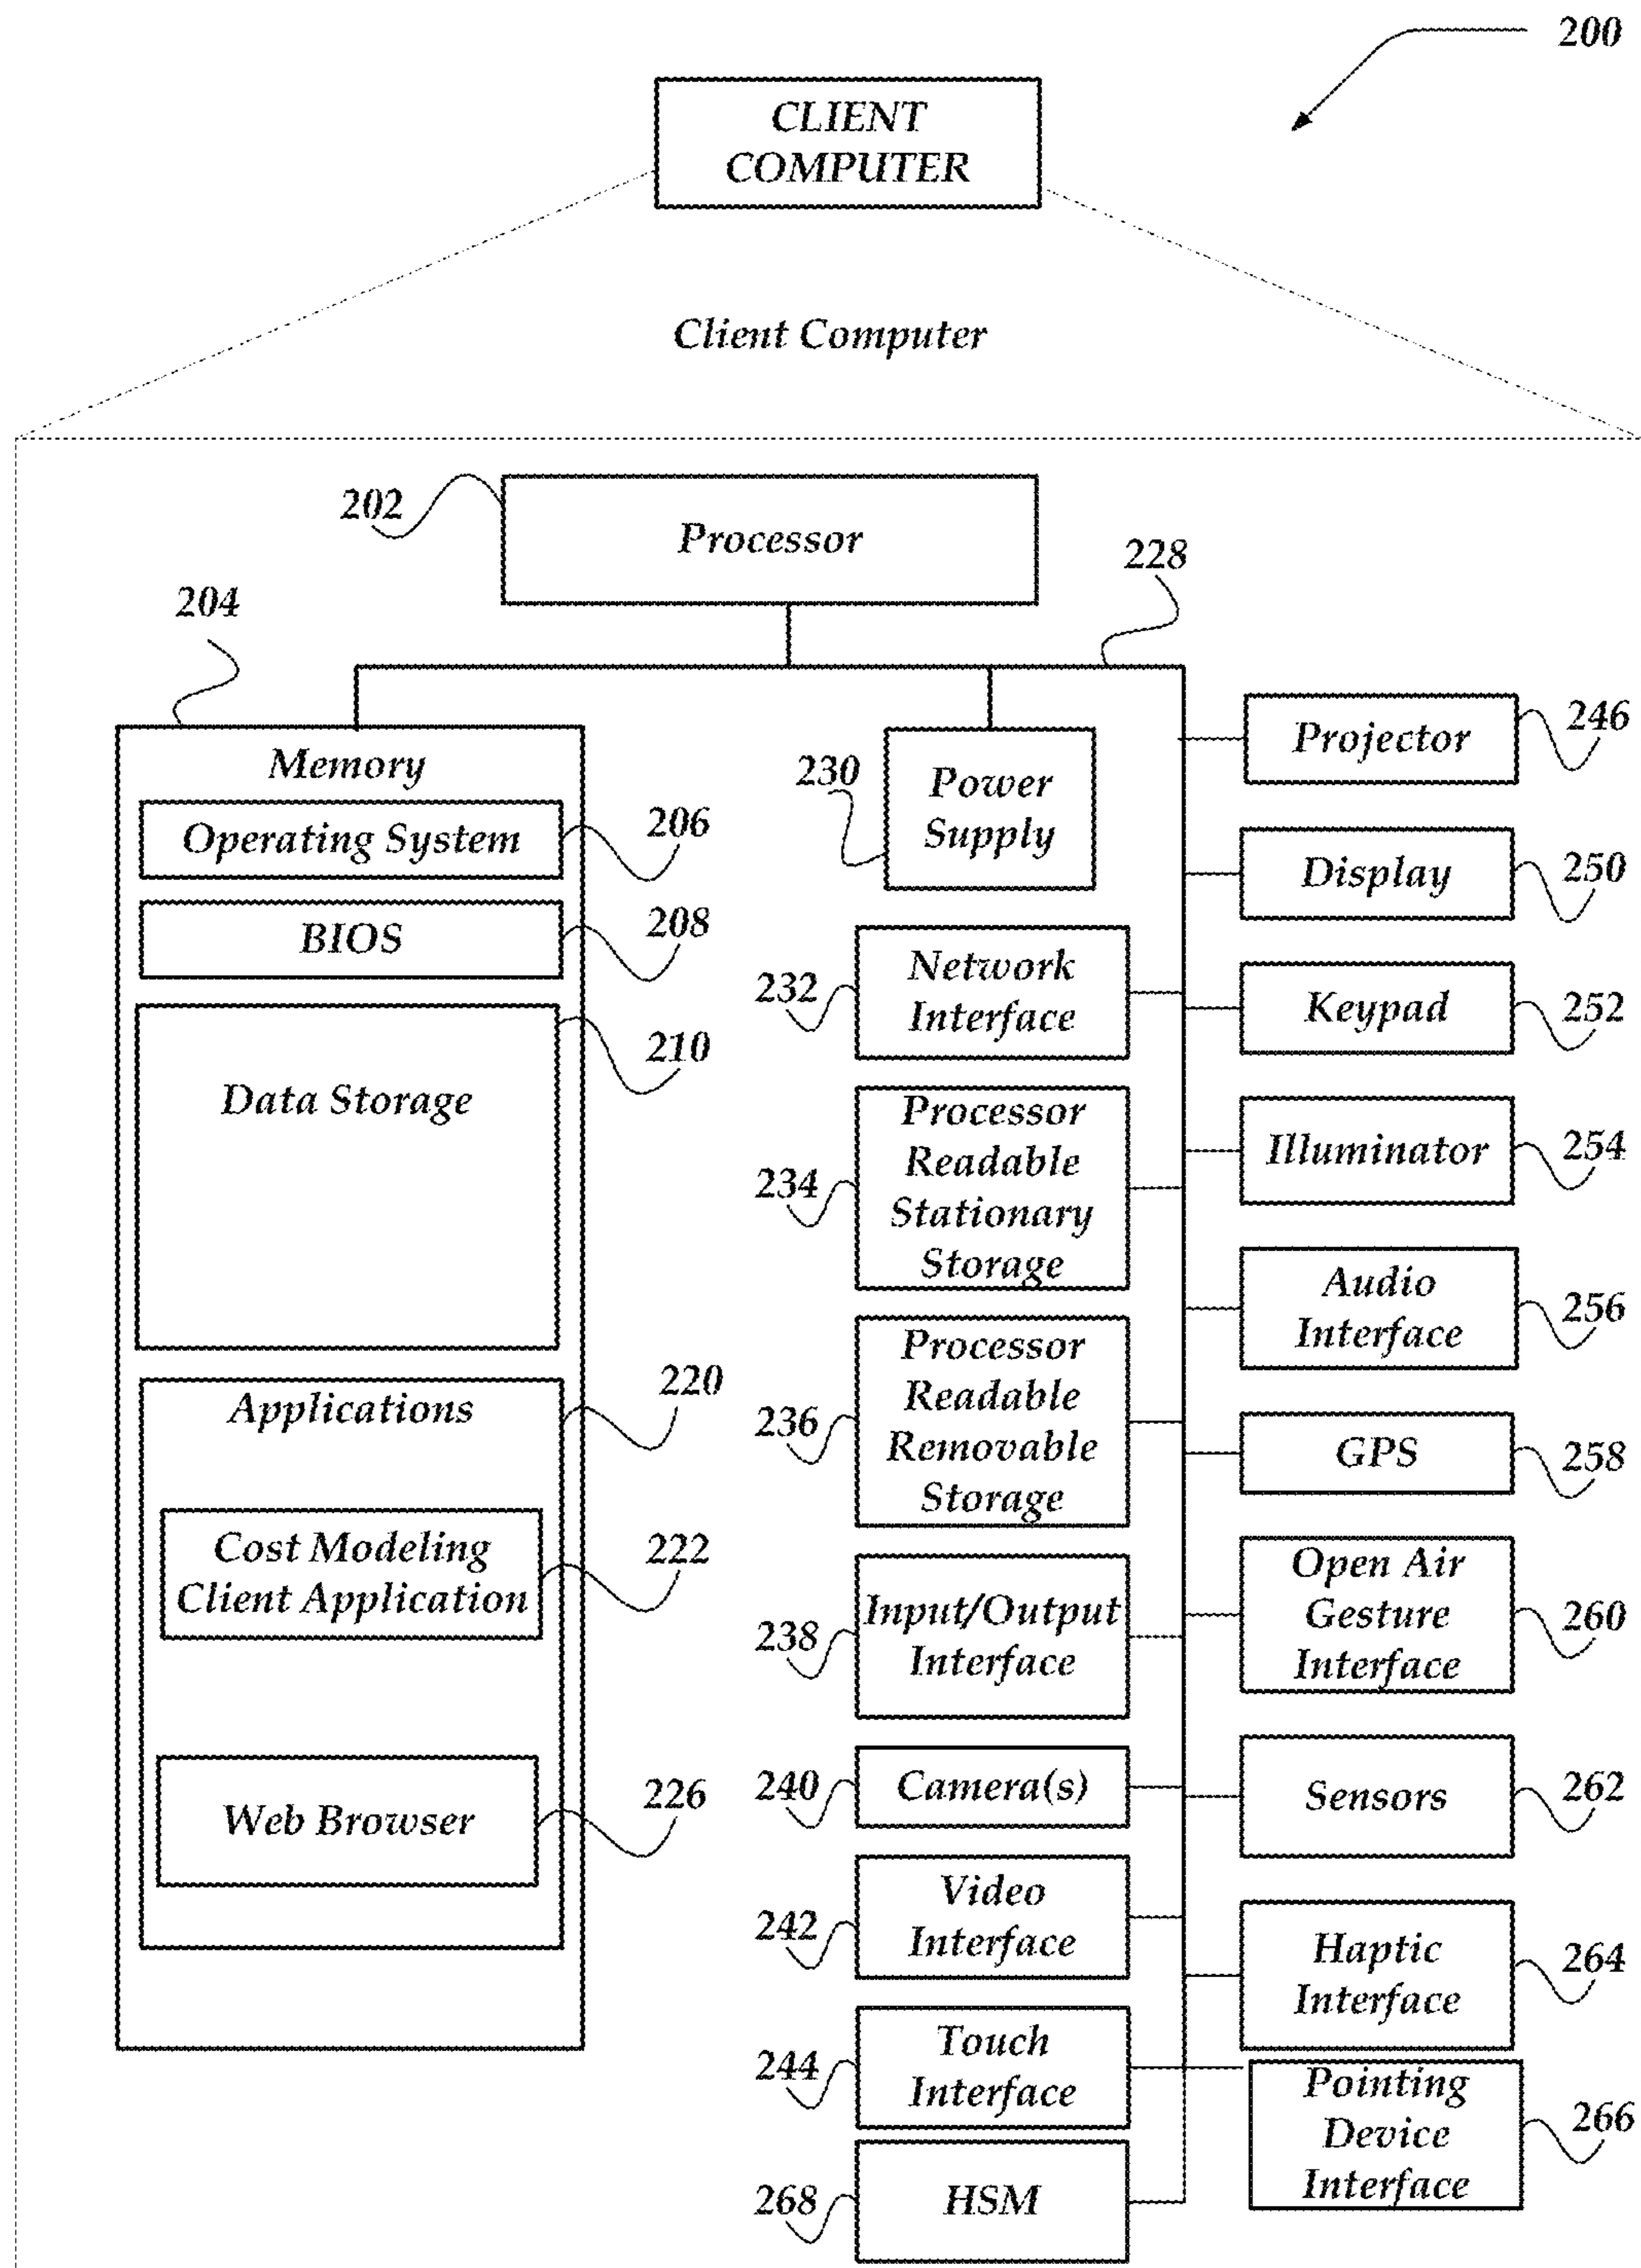 200
CLIENT
COMPUTER
Client Computer
202
Processor
228
204
Memory
Operating System
206
BIOS
208
210
Data Storage
220
Applications
Cost Modeling
Client Application
222
Web Browser
226
230
Power
Supply
232
Network
Interface
234
Processor
Readable
Stationary
Storage
236
Processor
Readable
Removable
Storage
238
Input/Output
Interface
240
Camera(s)
242
Video
Interface
244
Touch
Interface
268
HSM
Projector
246
Display
250
Keypad
252
Illuminator
254
Audio
Interface
256
GPS
258
Open Air
Gesture
Interface
260
Sensors
262
Haptic
Interface
264
Pointing
Device
Interface
266